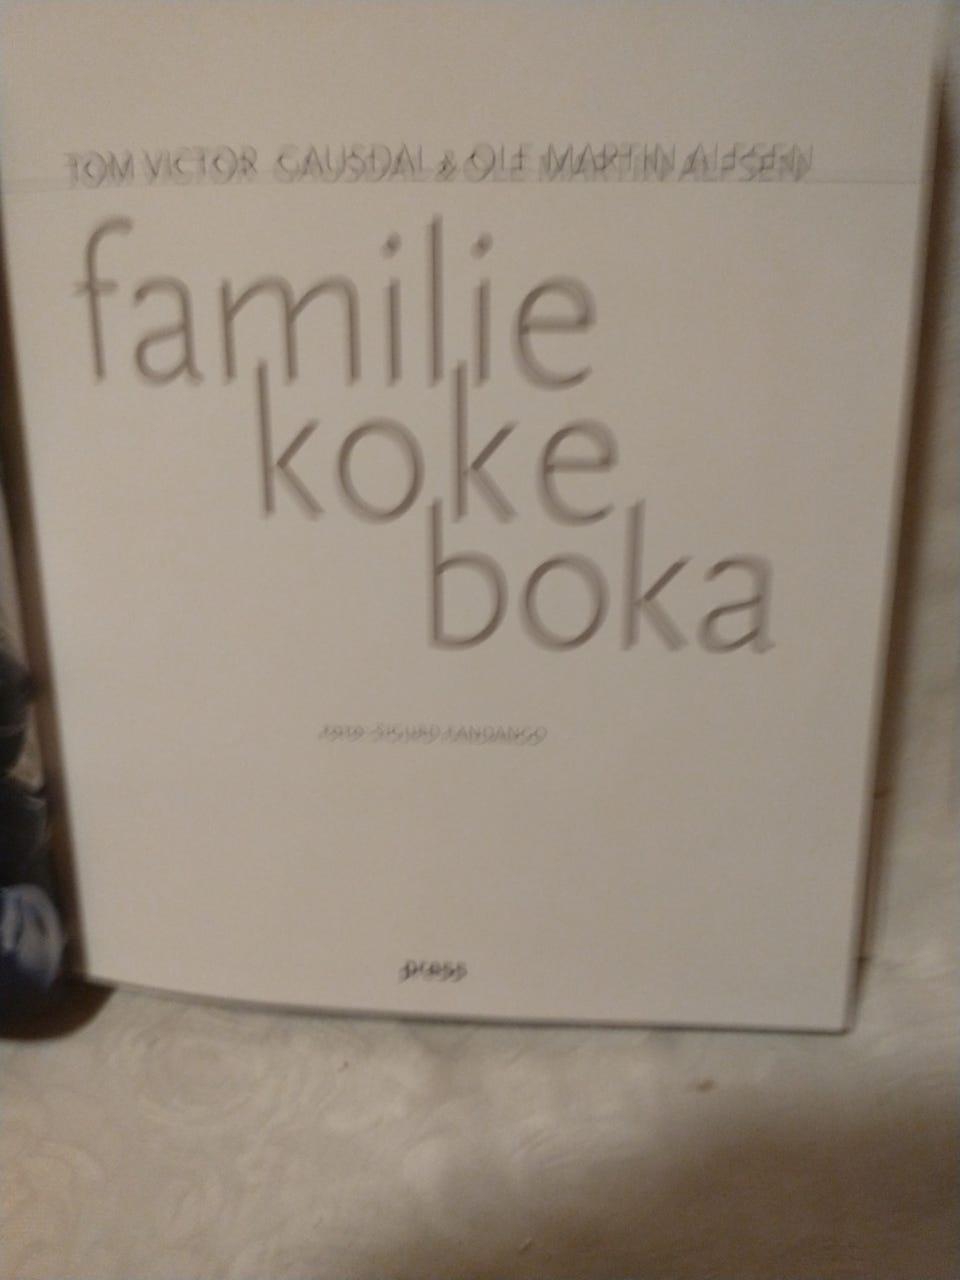 TOM VICTOR GAUSDAL & OLE MARTIN ALFSEN
familie
koke
boka
FOTO SIGURD FANDANGO
press